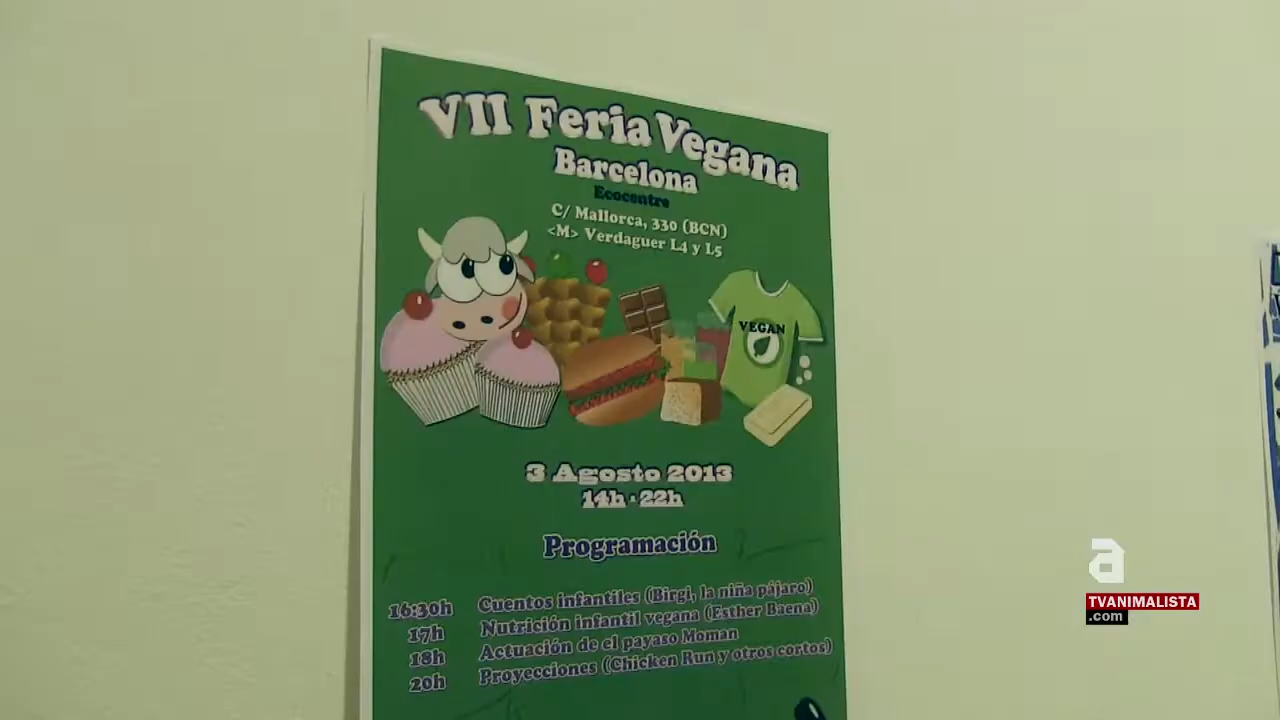 VII Feria Vegana
Barcelona
Ecocentre
C/ Mallorca, 330 (BCN)
<M> Verdaguer L4 y L5
VEGAN
3 Agosto 2013
14h - 22h
Programación
16:30h Cuentos infantiles (Birgi, la niña pájaro)
17h Nutrición infantil vegana (Esther Baena)
18h Actuación de el payaso Moman
20h Proyecciones (Chicken Run y otros cortos)
a
TVANIMALISTA
.com